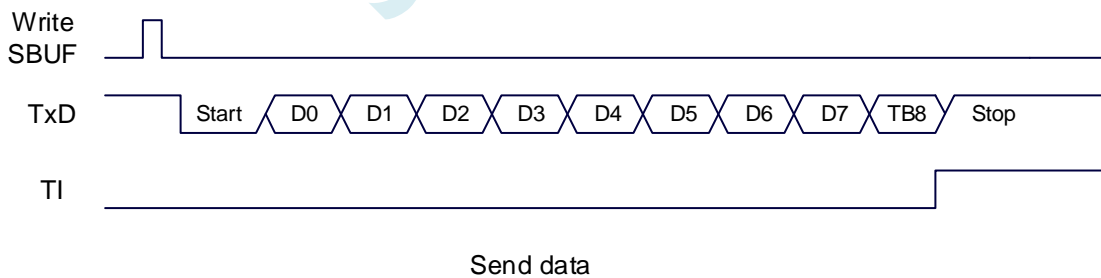 Write
SBUF
TxD Start D0 D1 D2 D3 D4 D5 D6 D7 TB8 Stop
TI
Send data